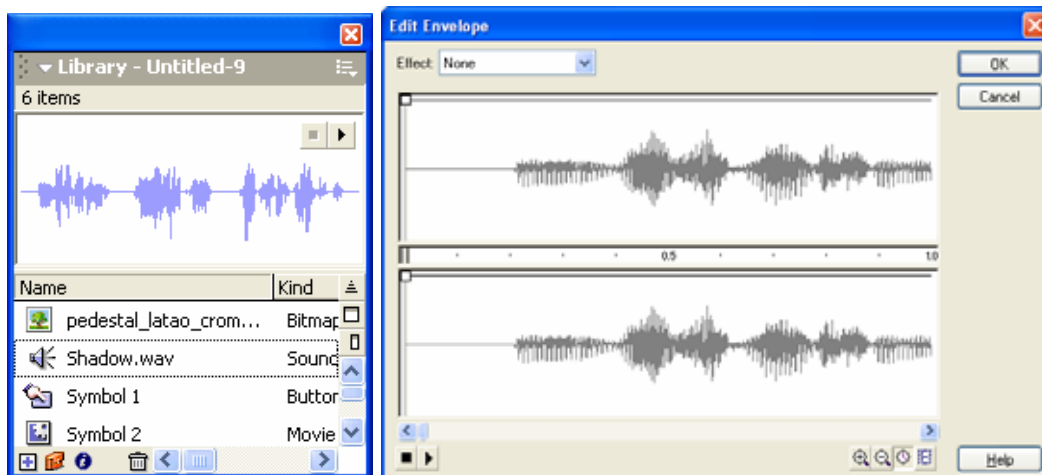 Library - Untitled-9
6 items
Name Kind
pedestal_latao_crom... Bitmap
Shadow.wav Sound
Symbol 1 Button
Symbol 2 Movie
Edit Envelope
Effect: None
OK
Cancel
0.5 1.0
Help